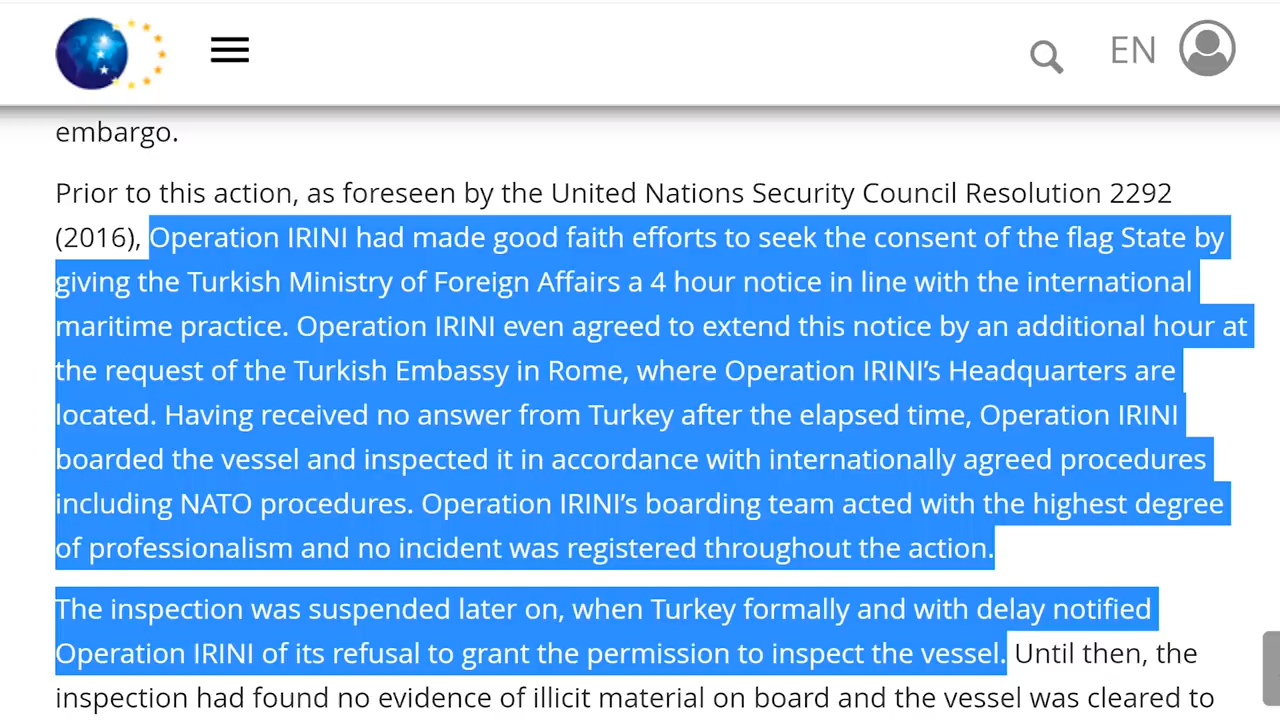 EN
embargo.
Prior to this action, as foreseen by the United Nations Security Council Resolution 2292
(2016), Operation IRINI had made good faith efforts to seek the consent of the flag State by
giving the Turkish Ministry of Foreign Affairs a 4 hour notice in line with the international
maritime practice. Operation IRINI even agreed to extend this notice by an additional hour at
the request of the Turkish Embassy in Rome, where Operation IRINI’s Headquarters are
located. Having received no answer from Turkey after the elapsed time, Operation IRINI
boarded the vessel and inspected it in accordance with internationally agreed procedures
including NATO procedures. Operation IRINI’s boarding team acted with the highest degree
of professionalism and no incident was registered throughout the action.
The inspection was suspended later on, when Turkey formally and with delay notified
Operation IRINI of its refusal to grant the permission to inspect the vessel. Until then, the
inspection had found no evidence of illicit material on board and the vessel was cleared to